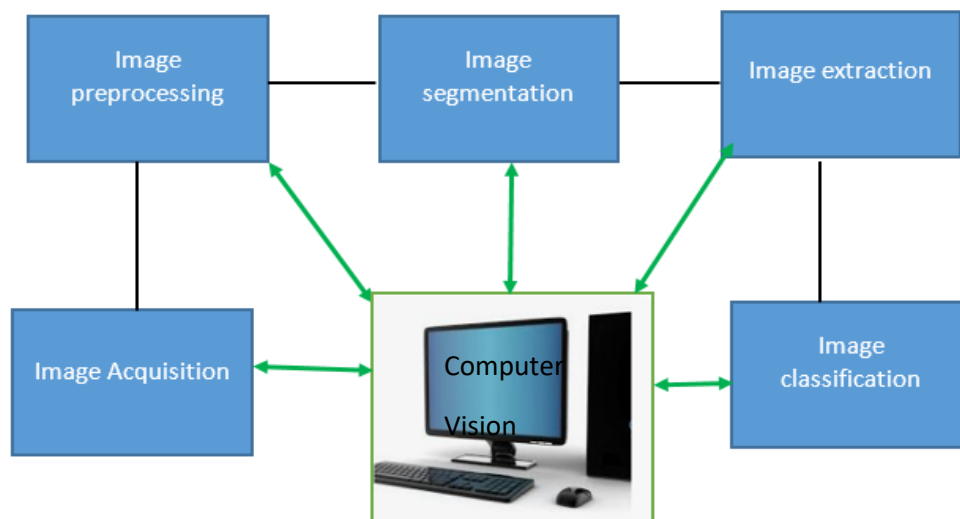 Image
preprocessing
Image
segmentation
Image extraction
Image Acquisition
Computer
Vision
Image
classification